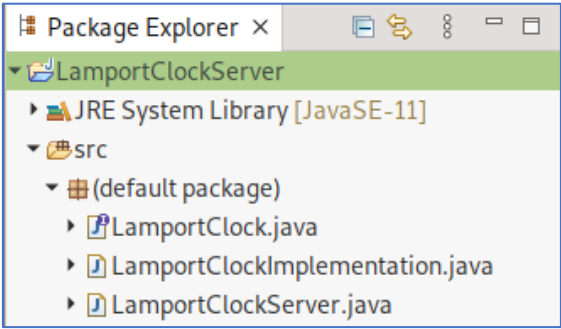 Package Explorer ×
LamportClockServer
JRE System Library [JavaSE-11]
src
(default package)
LamportClock.java
LamportClockImplementation.java
LamportClockServer.java